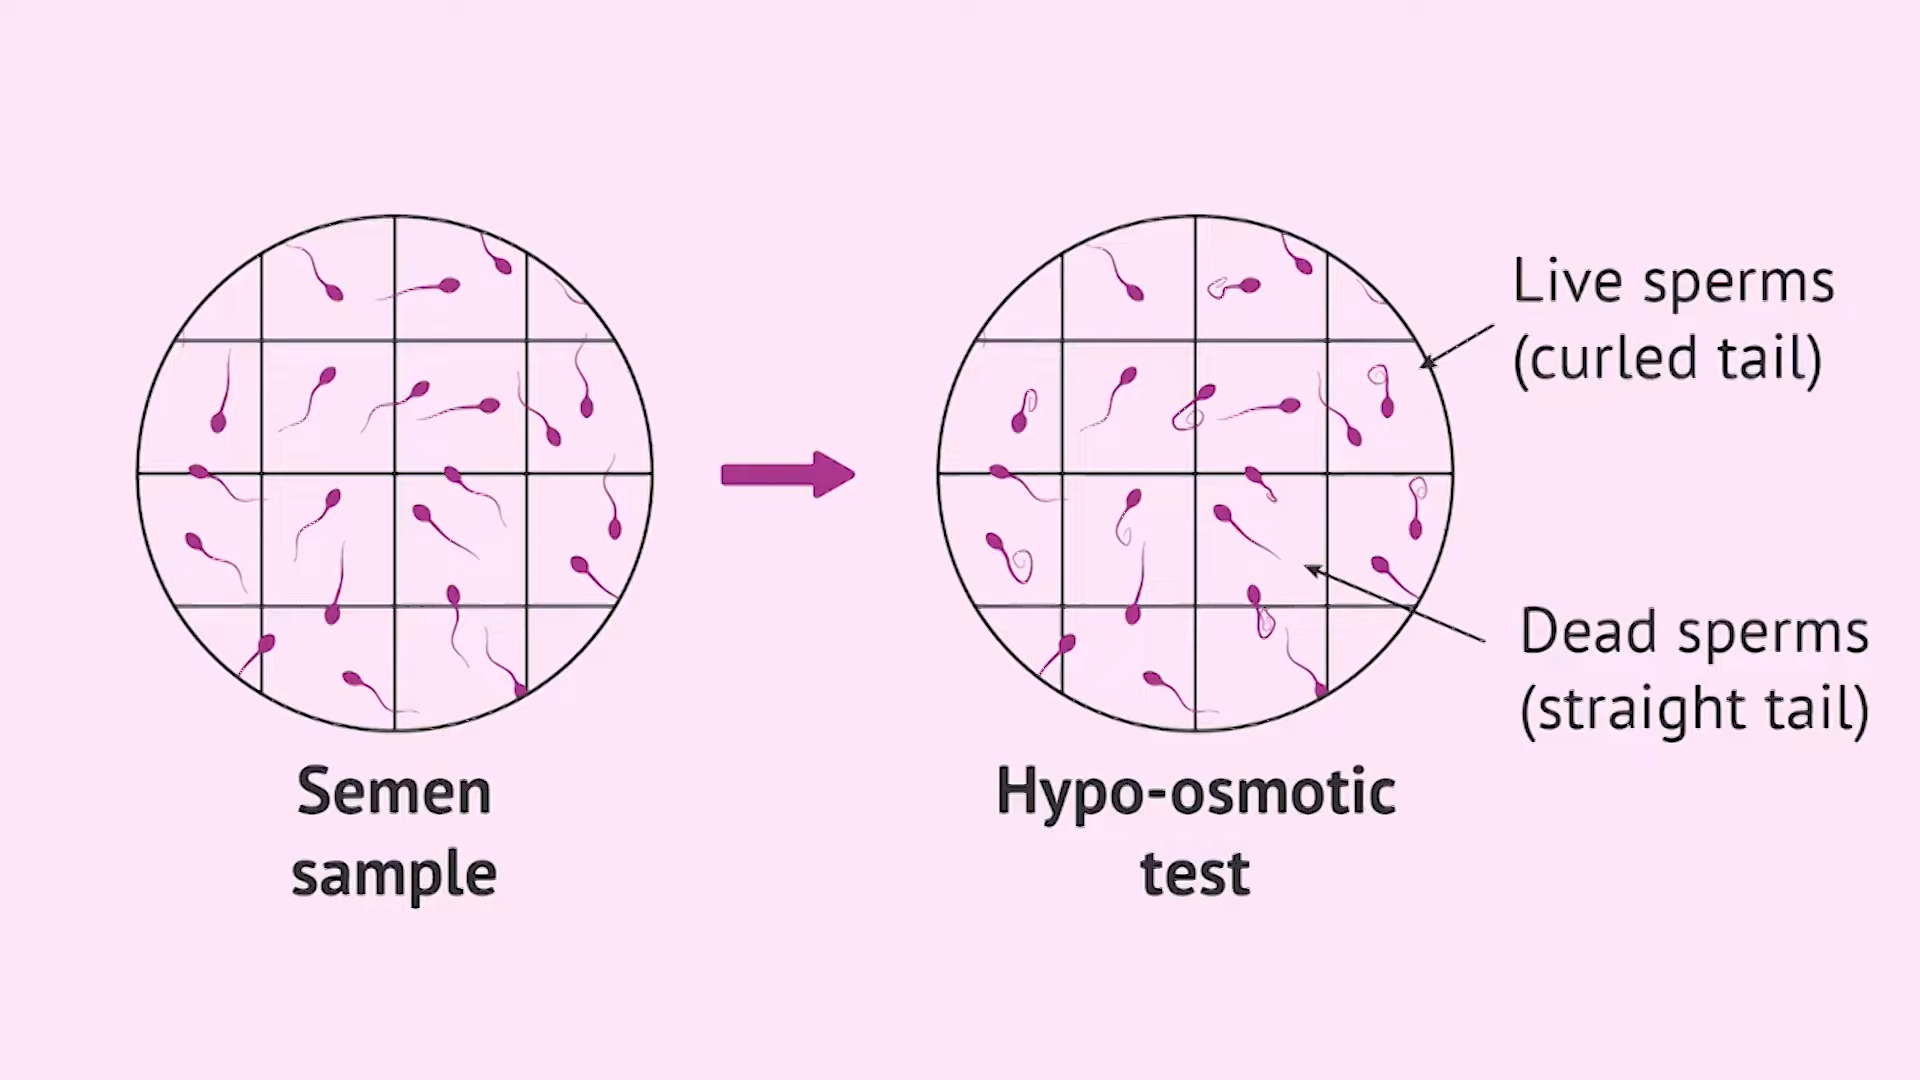 Live sperms
(curled tail)
Dead sperms
(straight tail)
Semen
sample
Hypo-osmotic
test